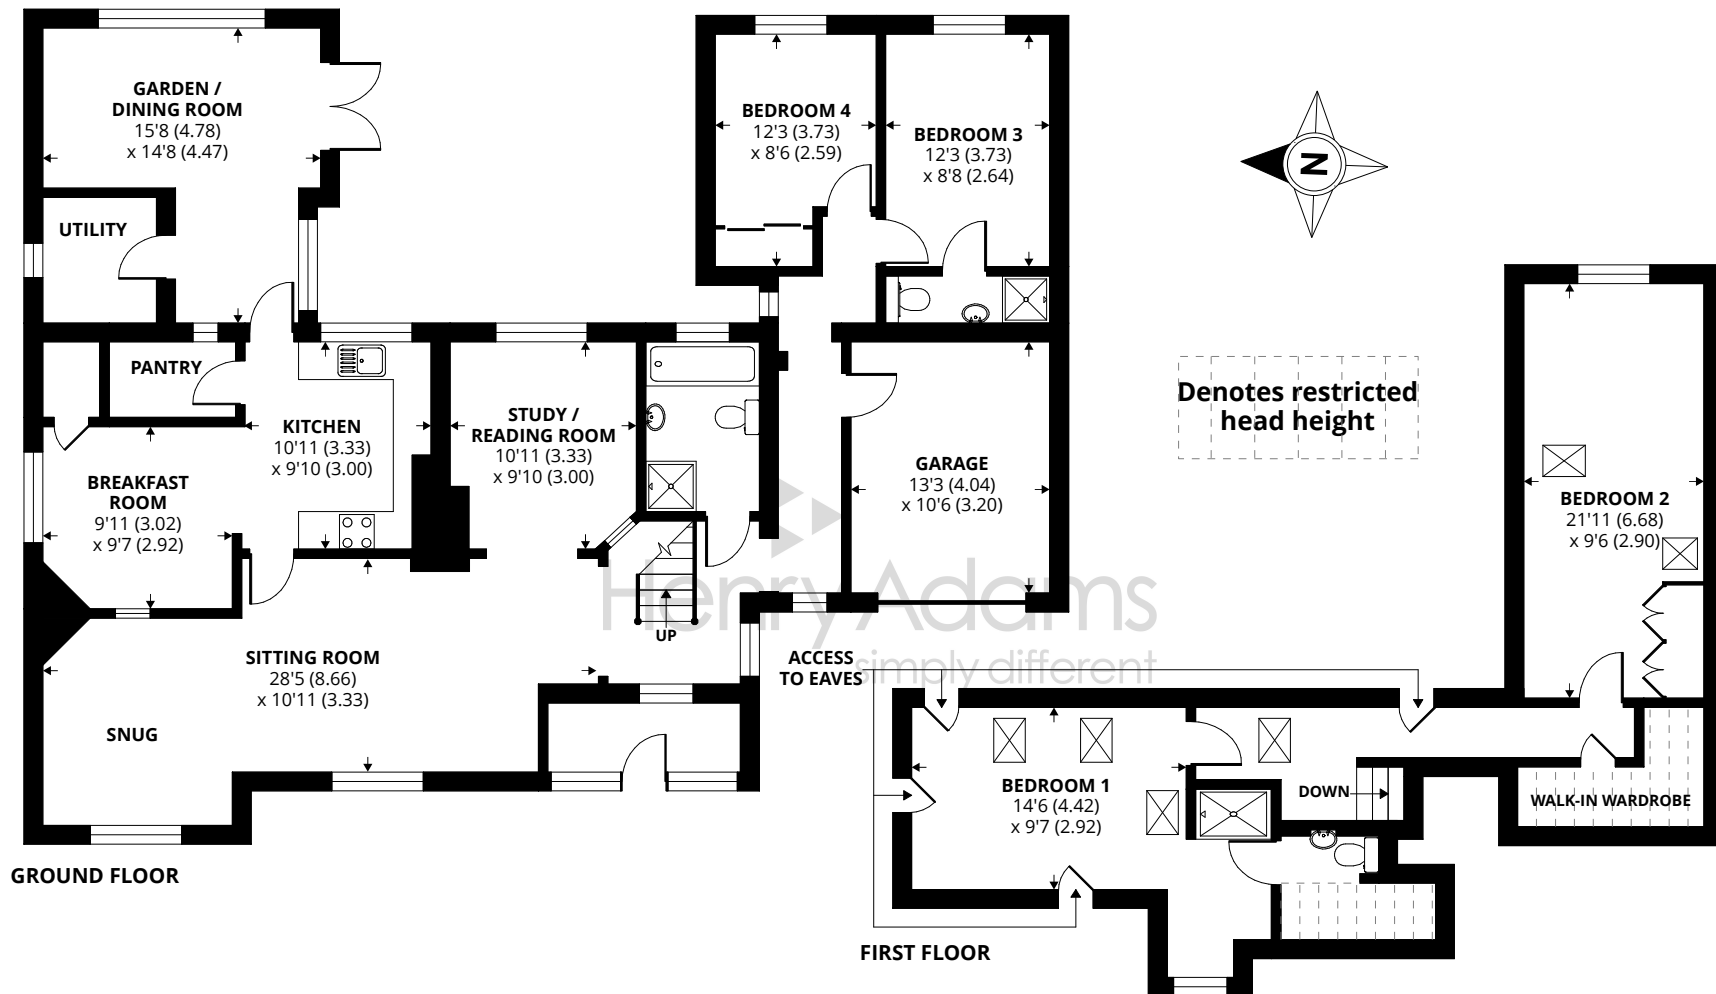 GARDEN /
DINING ROOM
15'8 (4.78)
x 14'8 (4.47)
UTILITY
PANTRY
KITCHEN
10'11 (3.33)
x 9'10 (3.00)
BREAKFAST
ROOM
9'11 (3.02)
x 9'7 (2.92)
STUDY /
READING ROOM
10'11 (3.33)
x 9'10 (3.00)
BEDROOM 4
12'3 (3.73)
x 8'6 (2.59)
BEDROOM 3
12'3 (3.73)
x 8'8 (2.64)
GARAGE
13'3 (4.04)
x 10'6 (3.20)
UP
SITTING ROOM
28'5 (8.66)
x 10'11 (3.33)
SNUG
GROUND FLOOR
N
Denotes restricted
head height
Henry Adams
simply different
ACCESS
TO EAVES
BEDROOM 2
21'11 (6.68)
x 9'6 (2.90)
BEDROOM 1
14'6 (4.42)
x 9'7 (2.92)
DOWN
WALK-IN WARDROBE
FIRST FLOOR